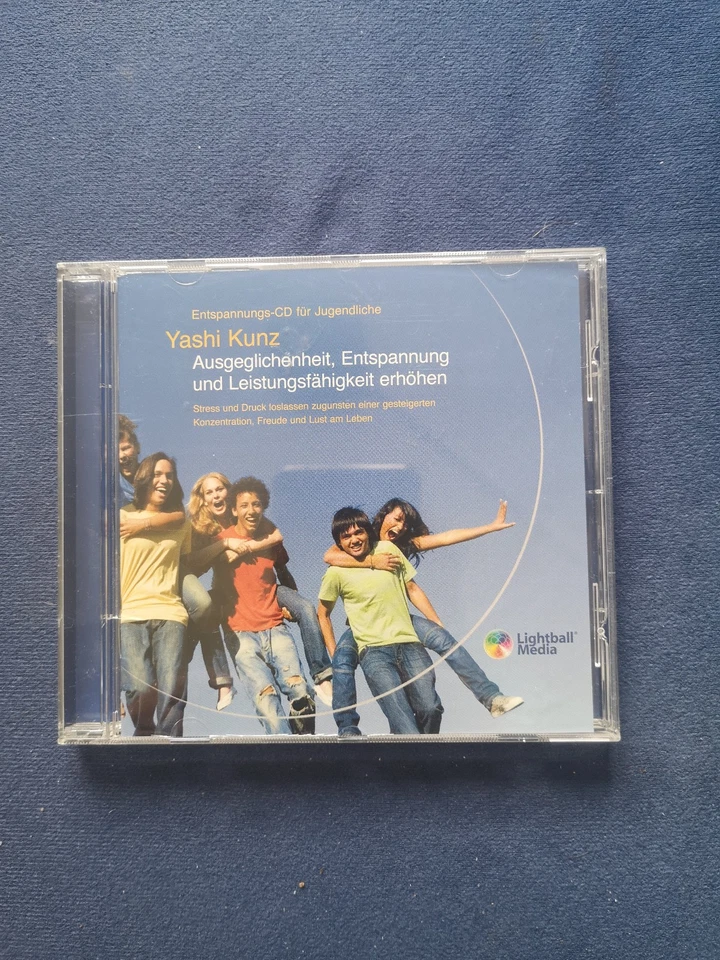 Entspannungs-CD für Jugendliche
Yashi Kunz
Ausgeglichenheit, Entspannung
und Leistungsfähigkeit erhöhen
Stress und Druck loslassen zugunsten einer gesteigerten
Konzentration, Freude und Lust am Leben
Lightball®
Media